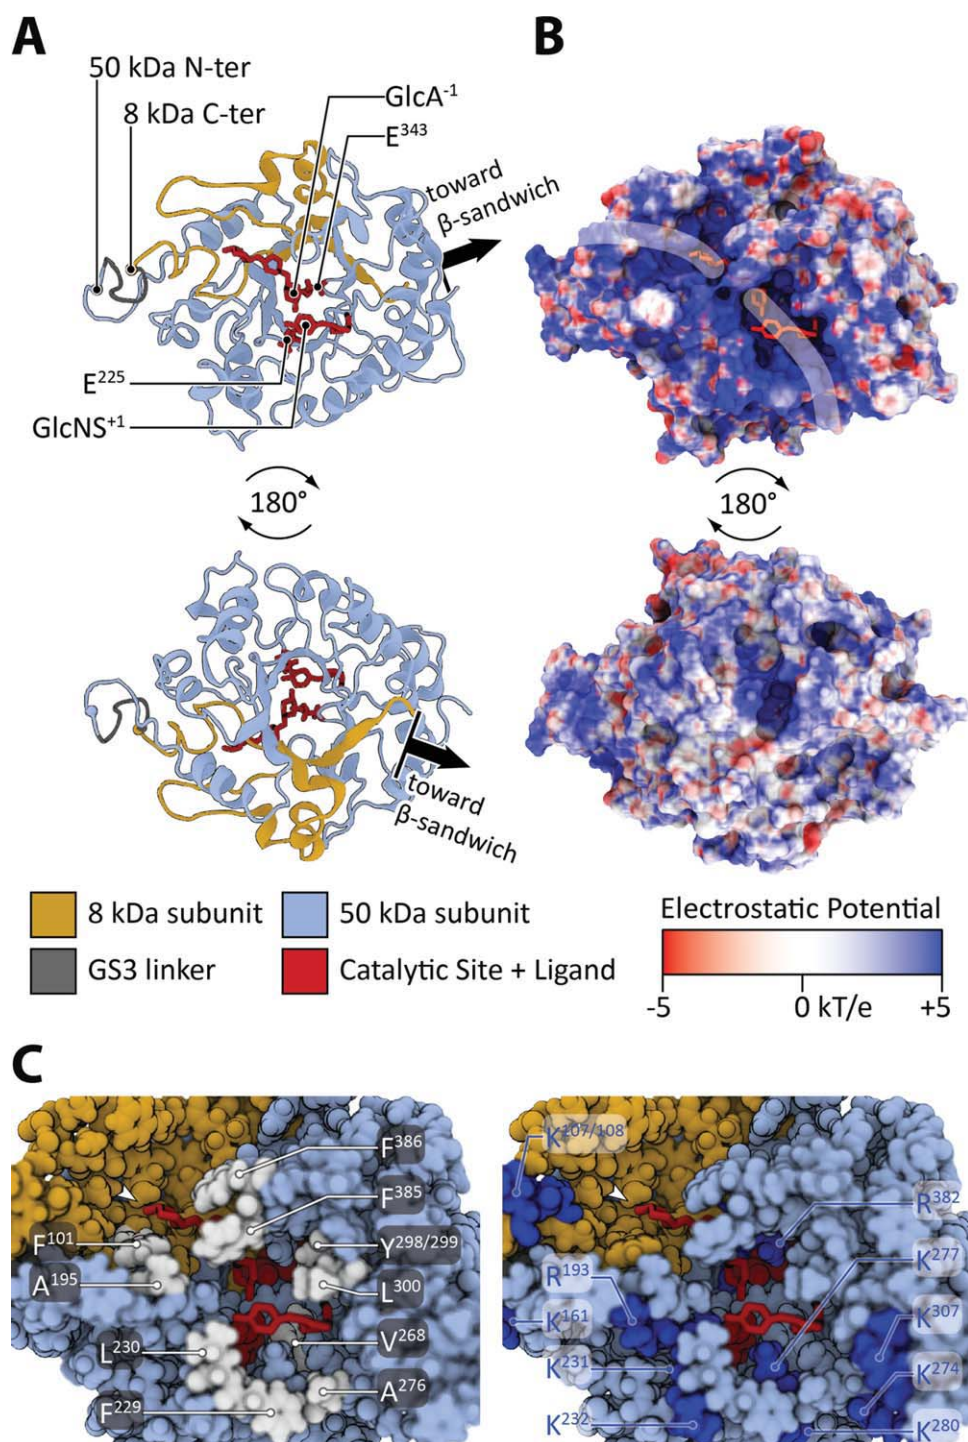 A
B
50 kDa N-ter
8 kDa C-ter
GlcA⁻¹
E³⁴³
toward
β-sandwich
E²²⁵
GlcNS⁺¹
180°
180°
toward
β-sandwich
8 kDa subunit
50 kDa subunit
GS3 linker
Catalytic Site + Ligand
Electrostatic Potential
-5
0 kT/e
+5
C
F³⁸⁶
F³⁸⁵
F¹⁰¹
Y²⁹⁸/²⁹⁹
A¹⁹⁵
L³⁰⁰
L²³⁰
V²⁶⁸
A²⁷⁶
F²²⁹
K¹⁰⁷/¹⁰⁸
R³⁸²
R¹⁹³
K²⁷⁷
K¹⁶¹
K³⁰⁷
K²³¹
K²⁷⁴
K²³²
K²⁸⁰